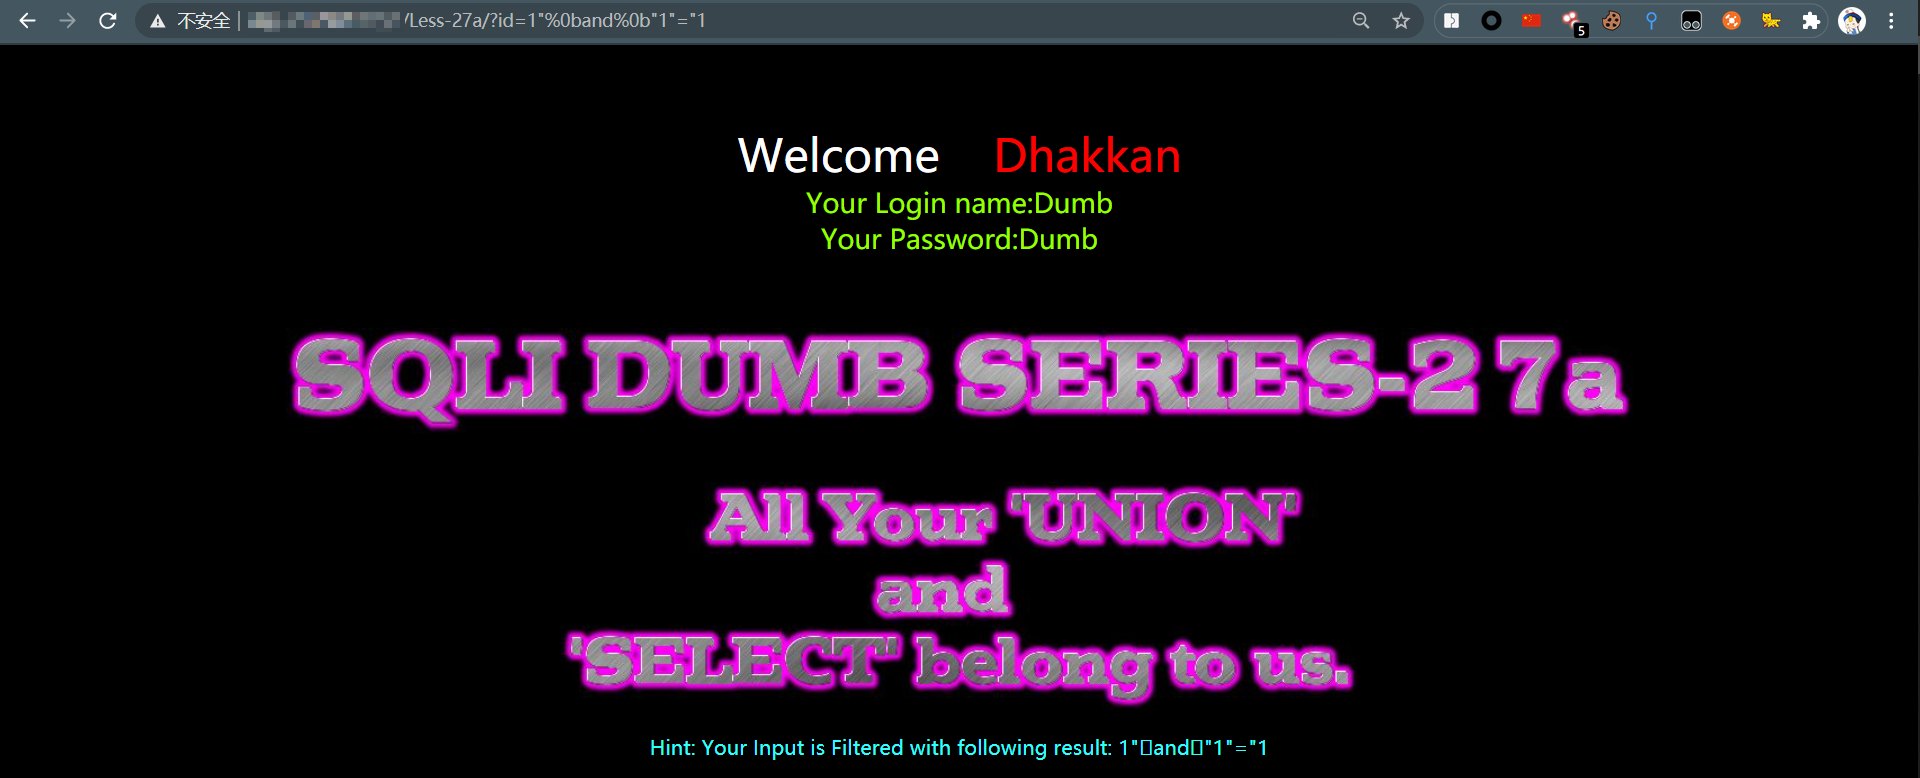 不安全 /Less-27a/?id=1"%0band%0b"1"="1
5
Welcome Dhakkan
Your Login name:Dumb
Your Password:Dumb
SQLI DUMB SERIES-27a
All Your 'UNION'
and
'SELECT' belong to us.
Hint: Your Input is Filtered with following result: 1"▯and▯"1"="1